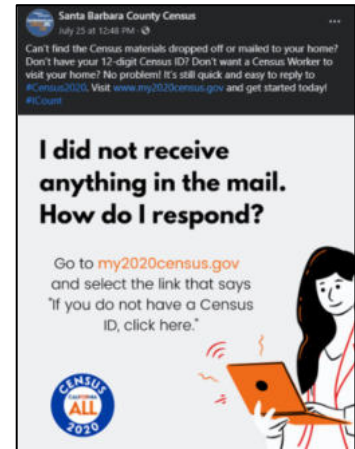 Santa Barbara County Census
July 25 at 12:48 PM ·
Can't find the Census materials dropped off or mailed to your home?
Don't have your 12-digit Census ID? Don't want a Census Worker to
visit your home? No problem! It's still quick and easy to reply to
#Census2020. Visit www.my2020census.gov and get started today!
#ICount
I did not receive
anything in the mail.
How do I respond?
Go to my2020census.gov
and select the link that says
"If you do not have a Census
ID, click here."
CENSUS
CALIFORNIA
ALL
2020